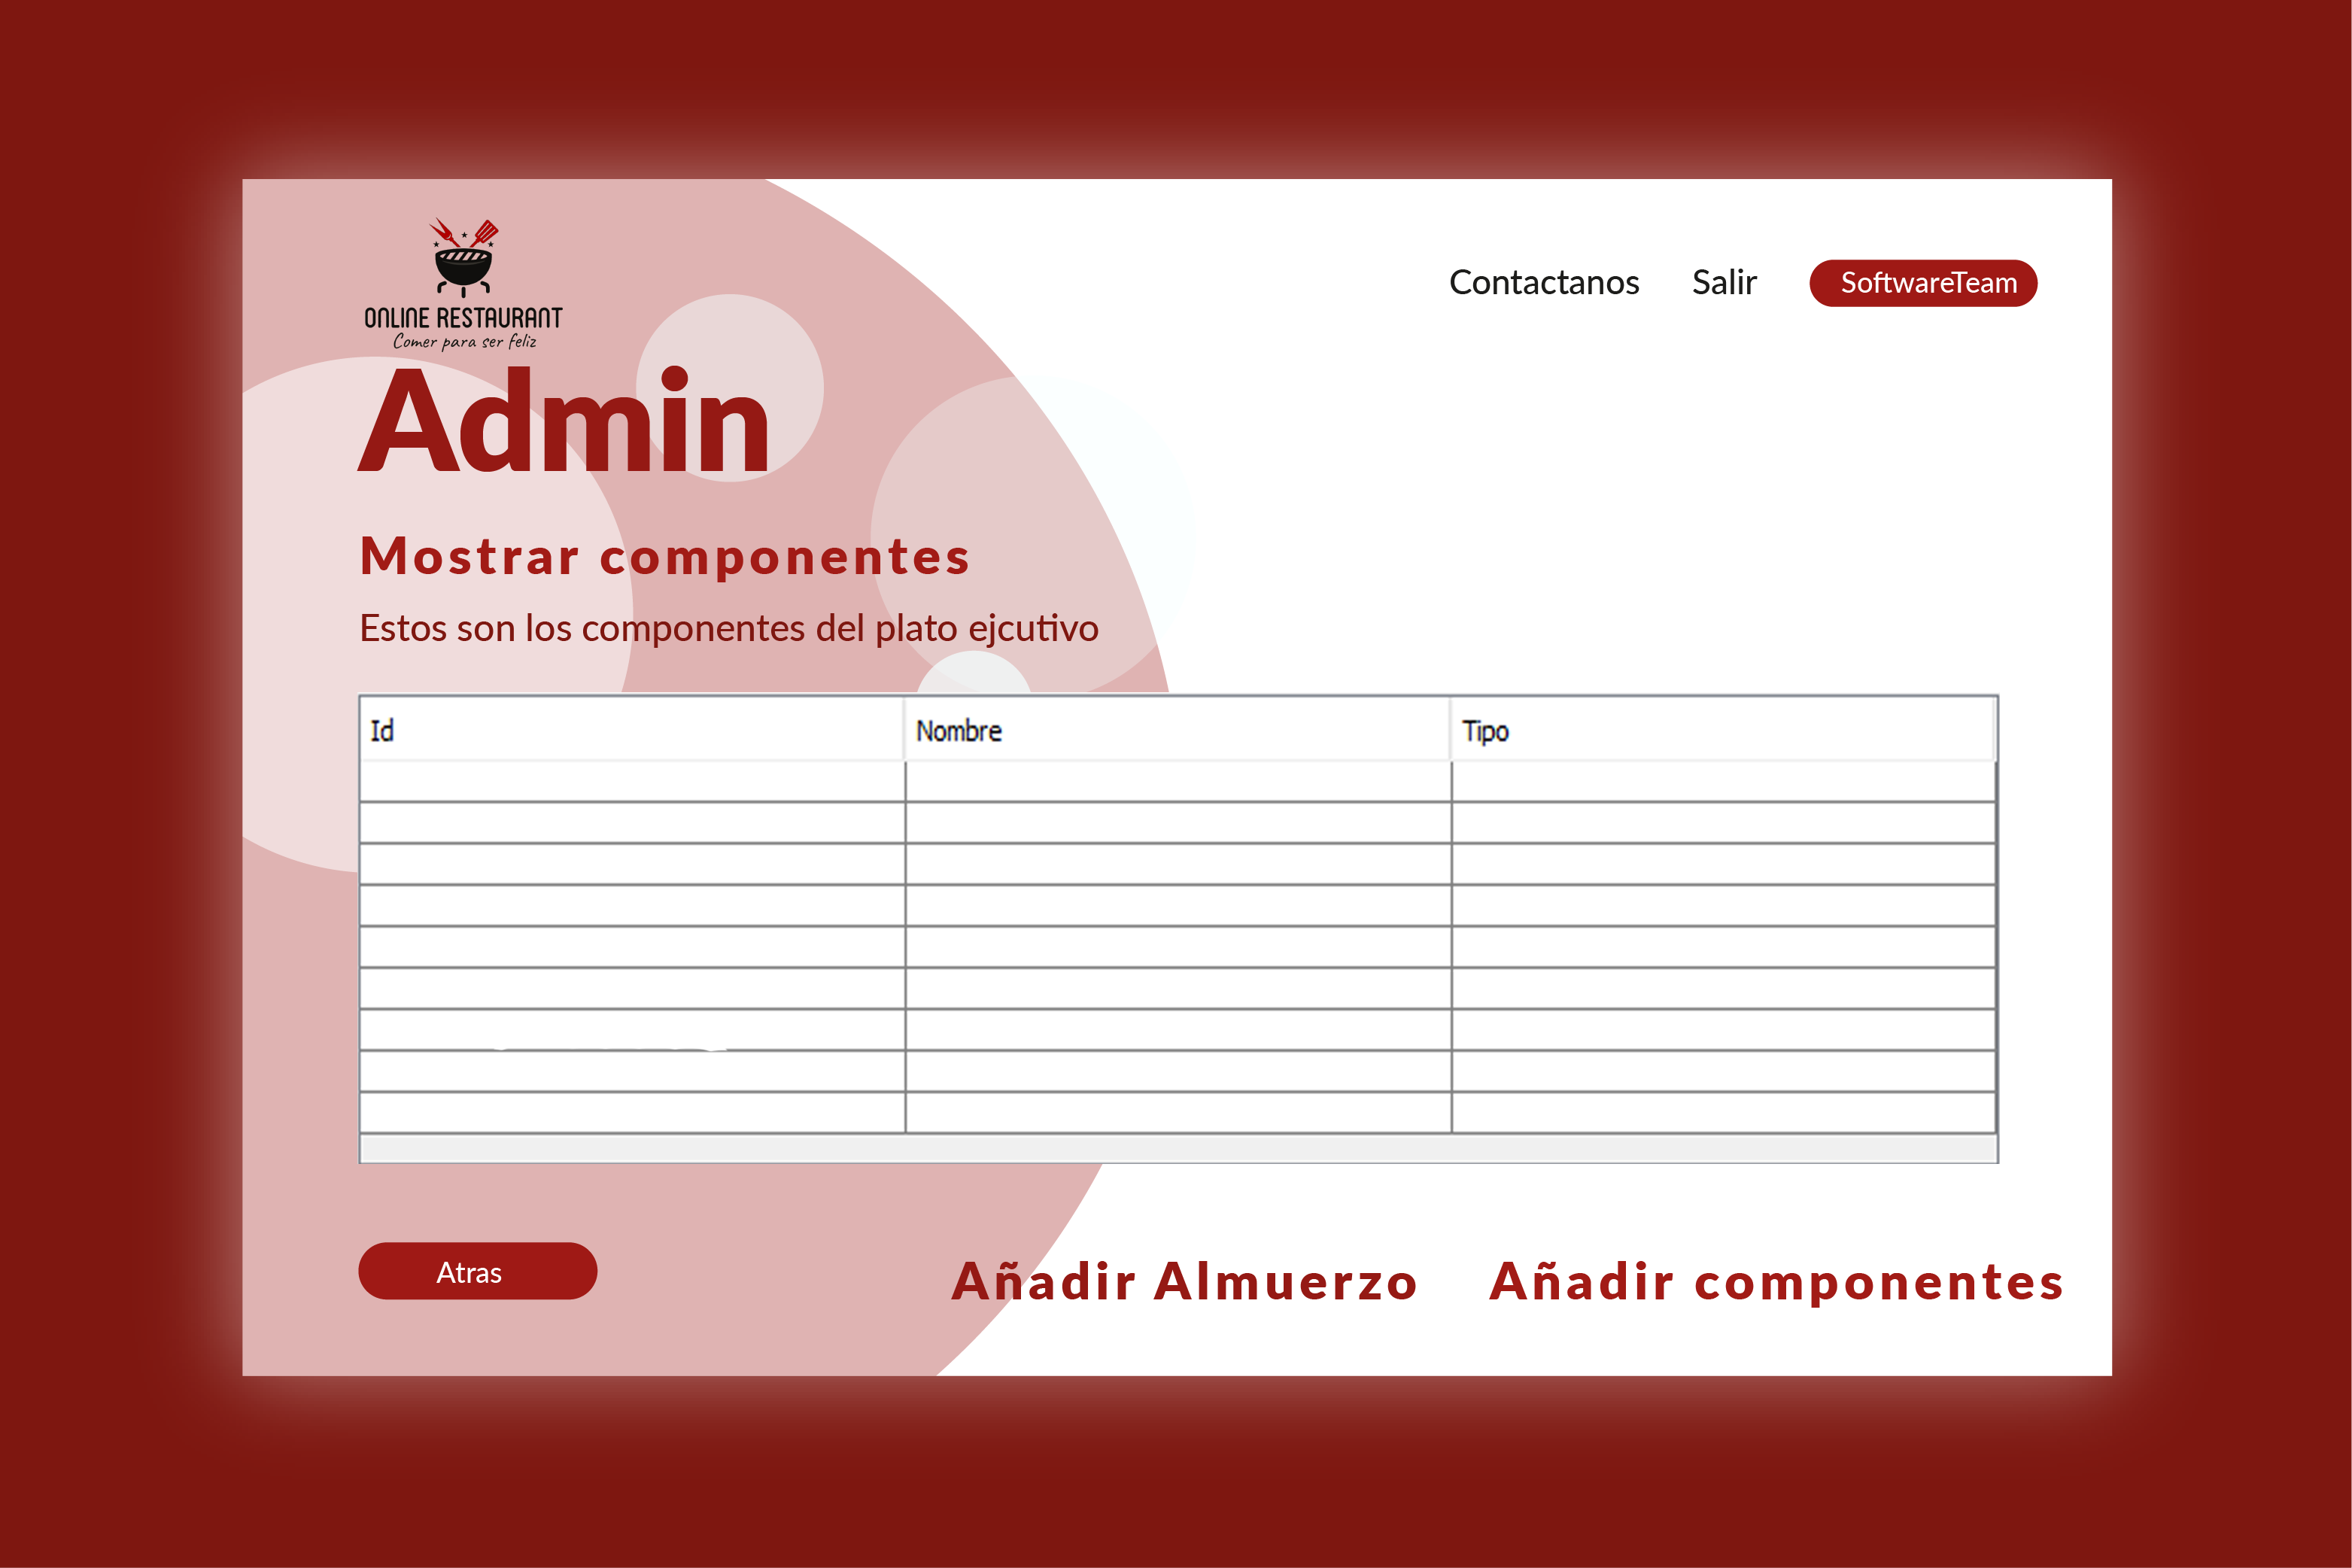 ONLINE RESTAURANT
Comer para ser feliz
Contactanos Salir SoftwareTeam
Admin
Mostrar componentes
Estos son los componentes del plato ejcutivo
Id Nombre Tipo
Atras Añadir Almuerzo Añadir componentes